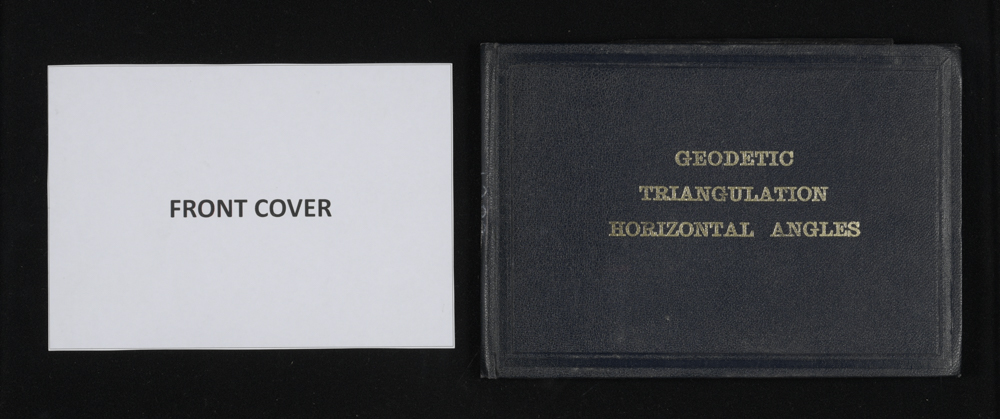 FRONT COVER
GEODETIC
TRIANGULATION
HORIZONTAL ANGLES